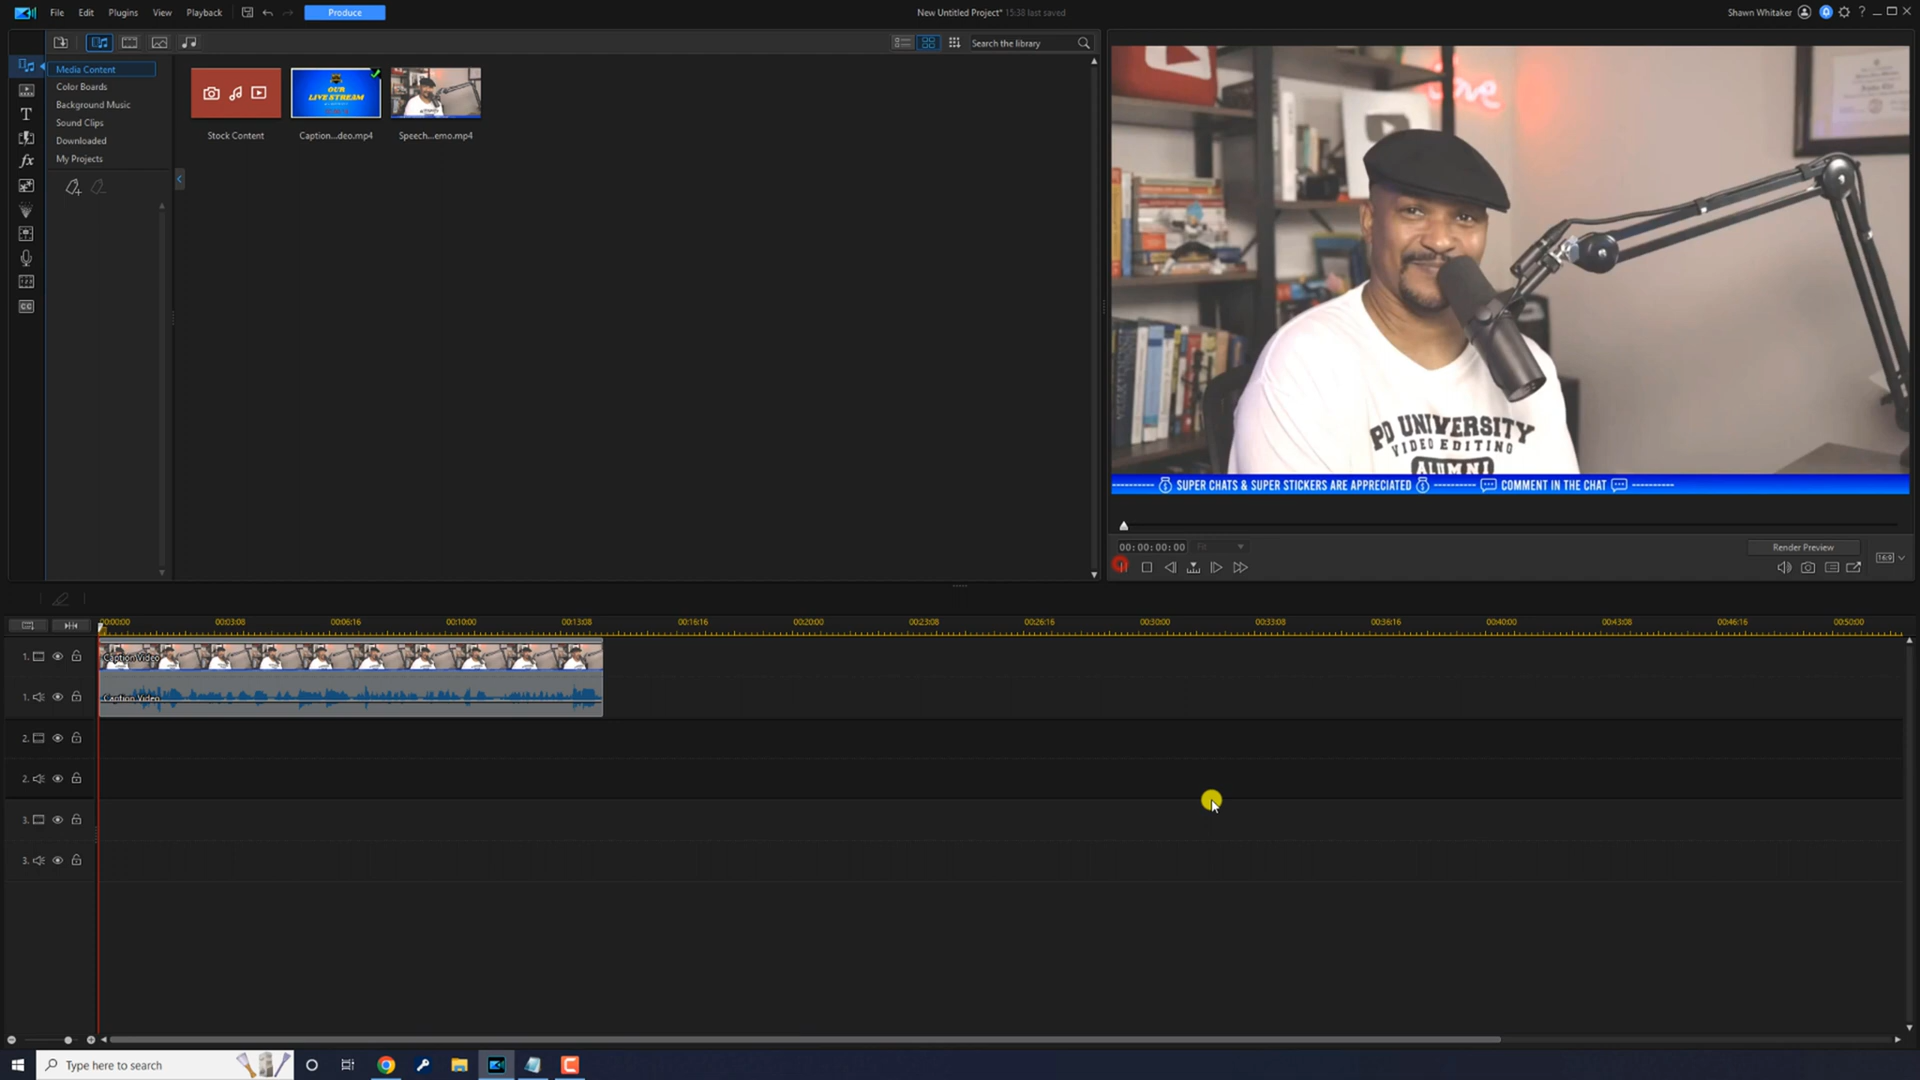 File Edit Plugins View Playback Produce New Untitled Project* 15:38 last saved Shawn Whitaker ?
Search the library
Media Content
Color Boards
Background Music
Sound Clips
Downloaded
My Projects
T
fx
CC
OUR
LIVE STREAM
Stock Content Caption...deo.mp4 Speech...emo.mp4
love
PD UNIVERSITY
VIDEO EDITING
ALUMNI
---------- SUPER CHATS & SUPER STICKERS ARE APPRECIATED ---------- COMMENT IN THE CHAT ----------
00:00:00:00 Fit Render Preview
16:9
00:00:00 00:03:08 00:06:16 00:10:00 00:13:08 00:16:16 00:20:00 00:23:08 00:26:16 00:30:00 00:33:08 00:36:16 00:40:00 00:43:08 00:46:16 00:50:00
1. Caption Video
1. Caption Video
2.
2.
3.
3.
Type here to search